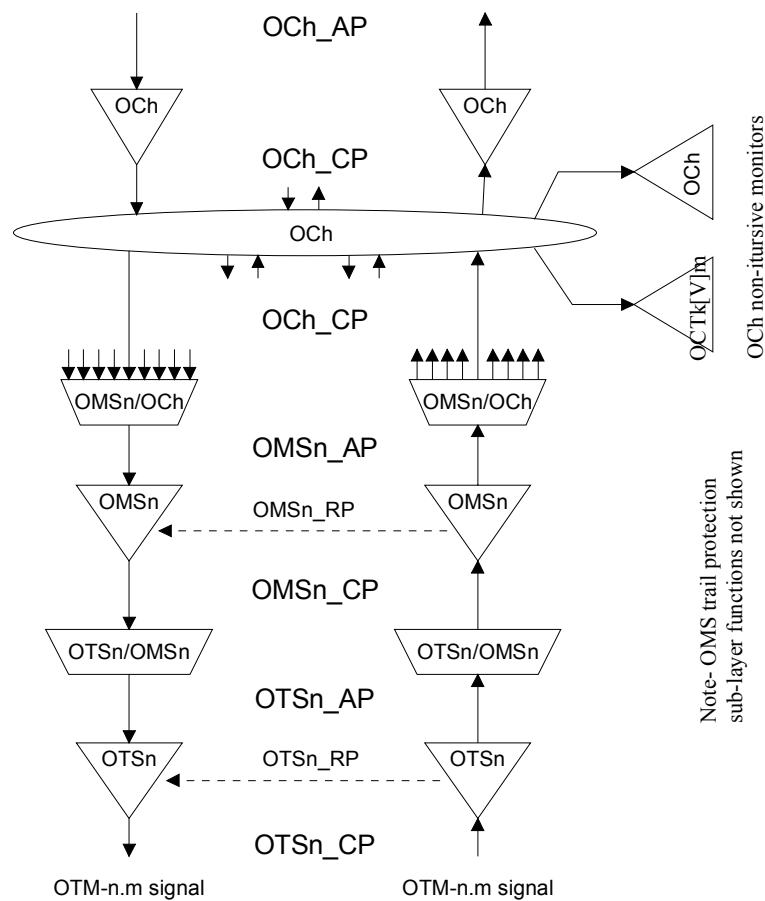 OCh_AP
OCh
OCh
OCh_CP
OCh
OCh non-itursive monitors
OCh
OCTk[V]m
OCh_CP
OMSn/OCh
OMSn/OCh
OMSn_AP
OMSn
OMSn_RP
OMSn
OMSn_CP
Note- OMS trail protection
sub-layer functions not shown
OTSn/OMSn
OTSn/OMSn
OTSn_AP
OTSn
OTSn_RP
OTSn
OTSn_CP
OTM-n.m signal
OTM-n.m signal